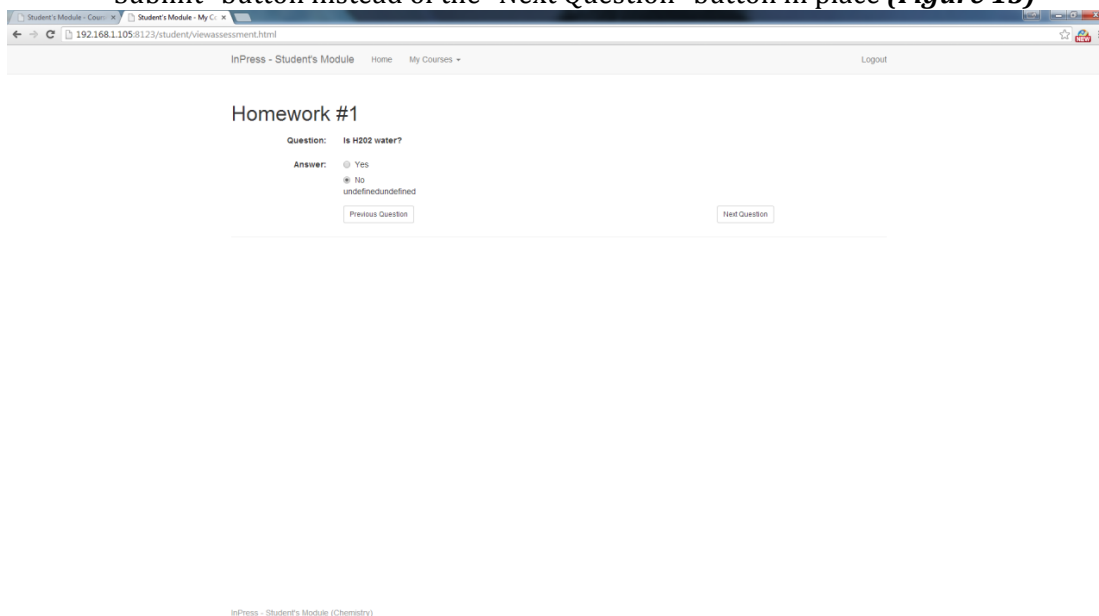 "Submit" button instead of the "Next Question" button in place (Figure 15)
Student's Module - Cours
Student's Module - My Co
192.168.1.105:8123/student/viewassessment.html
NEW
InPress - Student's Module Home My Courses Logout
Homework #1
Question: Is H202 water?
Answer: Yes
No
undefinedundefined
Previous Question Next Question
InPress - Student's Module (Chemistry)